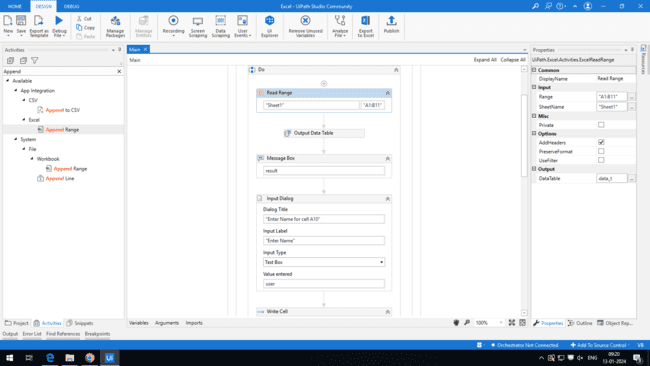 HOME DESIGN DEBUG Excel - UiPath Studio Community
New Save Export as Template Debug File Cut Copy Paste Manage Packages Manage Entities Recording Screen Scraping Data Scraping User Events UI Explorer Remove Unused Variables Analyze File Export to Excel Publish
Activities
Append
Available
App Integration
CSV
Append to CSV
Excel
Append Range
System
File
Workbook
Append Range
Append Line
Main
Main Expand All Collapse All
Do
Read Range
"Sheet1" "A1:B11"
Output Data Table
Message Box
result
Input Dialog
Dialog Title
"Enter Name for cell A10"
Input Label
"Enter Name"
Input Type
Text Box
Value entered
user
Write Cell
Variables Arguments Imports 100%
Properties
UiPath.Excel.Activities.ExcelReadRange
Common
DisplayName Read Range
Input
Range "A1:B11"
SheetName "Sheet1"
Misc
Private
Options
AddHeaders
PreserveFormat
UseFilter
Output
DataTable data_t
Resources
Project Activities Snippets
Properties Outline Object Rep...
Output Error List Find References Breakpoints
Orchestrator Not Connected Add To Source Control VB
ENG 09:20
13-01-2024